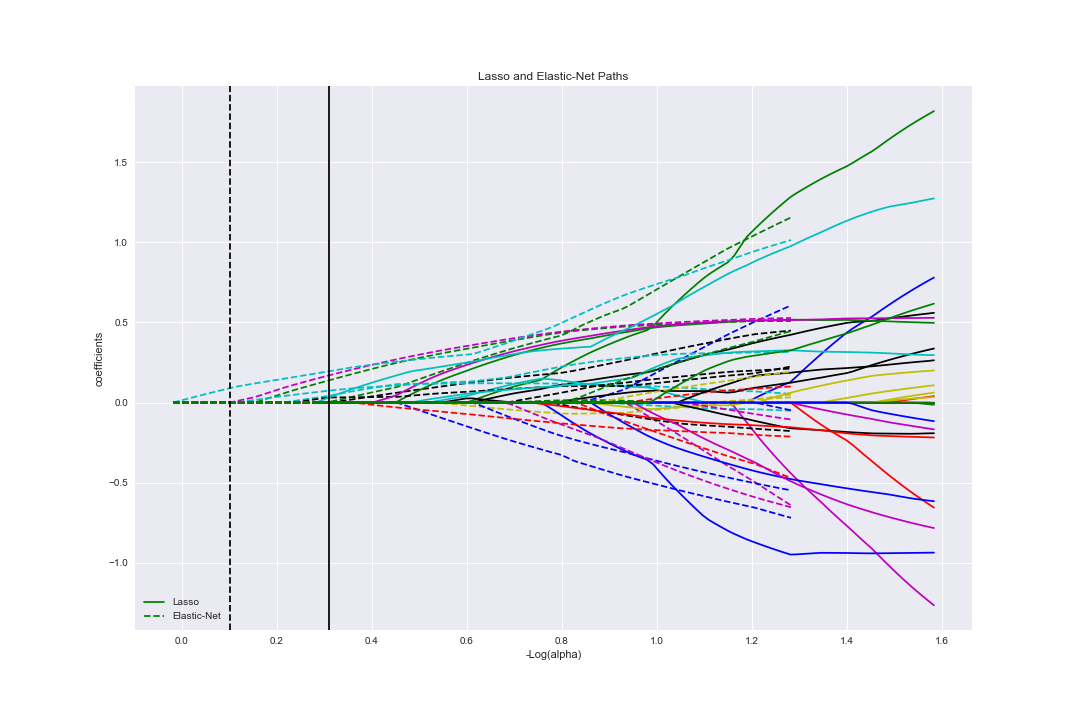 Lasso and Elastic-Net Paths
coefficients
1.5
1.0
0.5
0.0
−0.5
−1.0
Lasso
Elastic-Net
0.0 0.2 0.4 0.6 0.8 1.0 1.2 1.4 1.6
-Log(alpha)